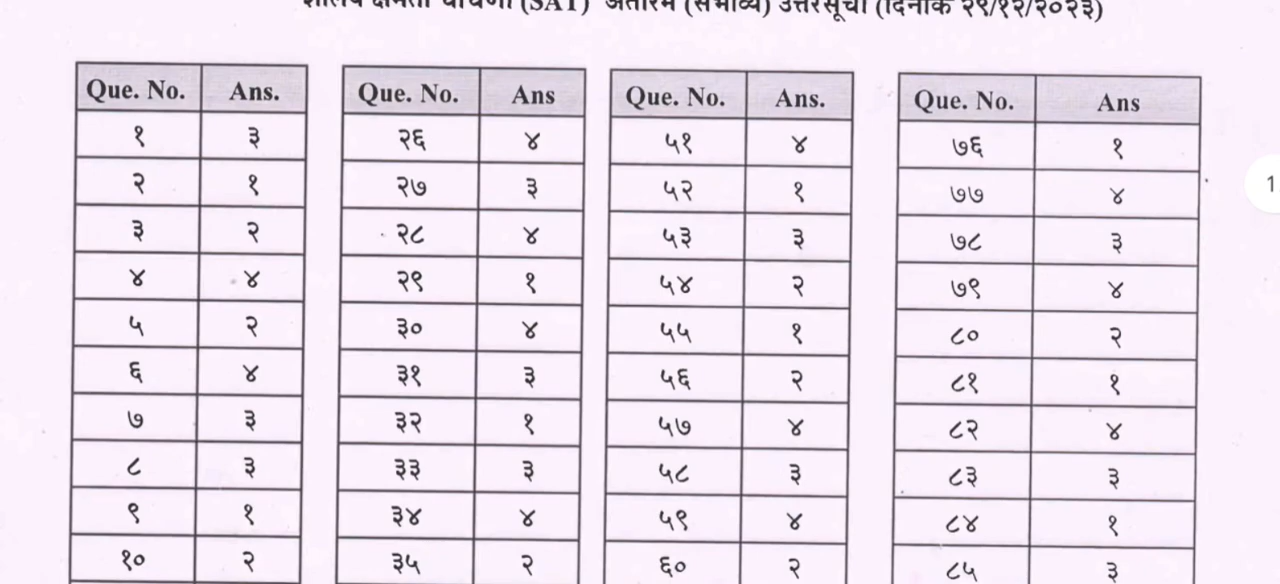 (SAT) अंतरिम (संभाव्य) उत्तरसूची (दिनांक २९/१२/२०२३)
Que. No. Ans. Que. No. Ans Que. No. Ans. Que. No. Ans
१ ३ २६ ४ ५१ ४ ७६ १
२ १ २७ ३ ५२ १ ७७ ४
३ २ २८ ४ ५३ ३ ७८ ३
४ ४ २९ १ ५४ २ ७९ ४
५ २ ३० ४ ५५ १ ८० २
६ ४ ३१ ३ ५६ २ ८१ १
७ ३ ३२ १ ५७ ४ ८२ ४
८ ३ ३३ ३ ५८ ३ ८३ ३
९ १ ३४ ४ ५९ ४ ८४ १
१० २ ३५ २ ६० २ ८५ ३
1